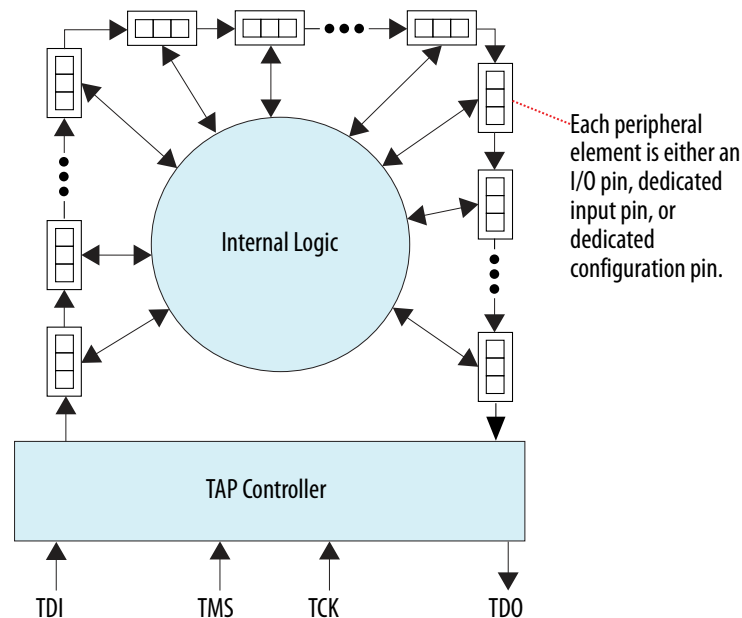 Each peripheral
element is either an
I/O pin, dedicated
input pin, or
dedicated
configuration pin.
Internal Logic
TAP Controller
TDI
TMS
TCK
TDO